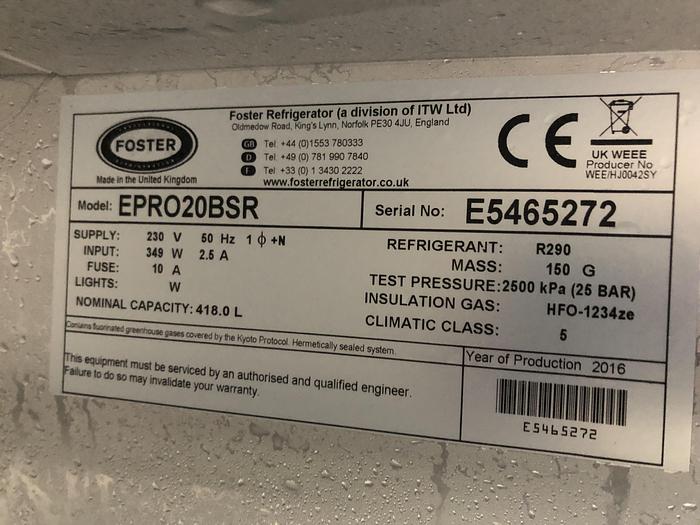 FOSTER
REFRIGERATION
Made in the United Kingdom
Foster Refrigerator (a division of ITW Ltd)
Oldmedow Road, King's Lynn, Norfolk PE30 4JU, England
GB Tel: +44 (0)1553 780333
D Tel: +49 (0) 781 990 7840
F Tel: +33 (0) 1 3430 2222
www.fosterrefrigerator.co.uk
CE
UK WEEE
Producer No
WEE/HJ0042SY
Model: EPRO20BSR
Serial No: E5465272
SUPPLY: 230 V 50 Hz 1 ϕ +N
INPUT: 349 W 2.5 A
FUSE: 10 A
LIGHTS: W
NOMINAL CAPACITY: 418.0 L
REFRIGERANT: R290
MASS: 150 G
TEST PRESSURE: 2500 kPa (25 BAR)
INSULATION GAS: HFO-1234ze
CLIMATIC CLASS: 5
Contains fluorinated greenhouse gases covered by the Kyoto Protocol. Hermetically sealed system.
This equipment must be serviced by an authorised and qualified engineer.
Failure to do so may invalidate your warranty.
Year of Production 2016
E5465272